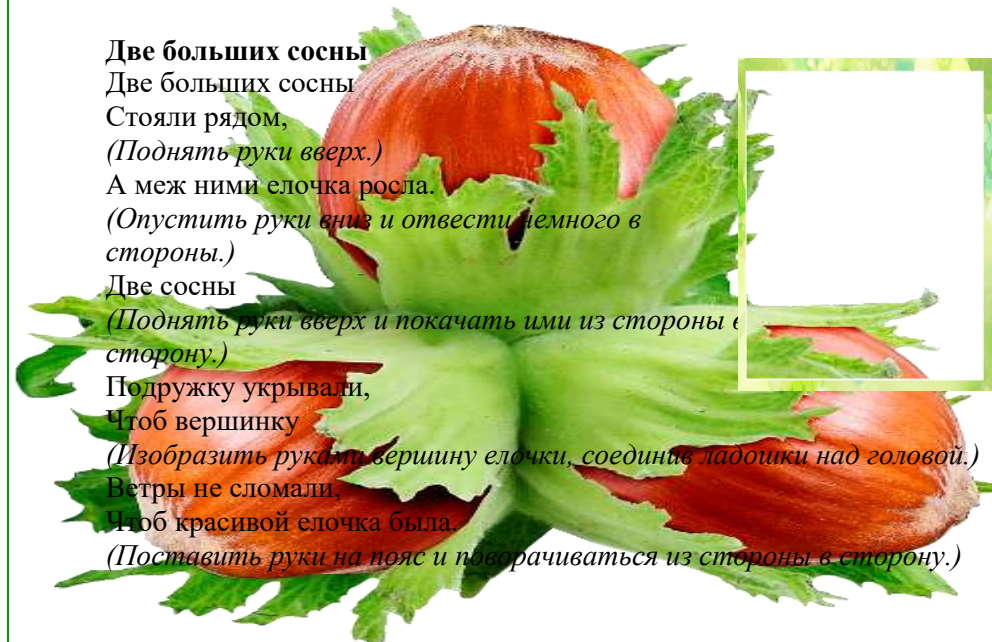 Две больших сосны
Две больших сосны
Стояли рядом,
(Поднять руки вверх.)
А меж ними елочка росла.
(Опустить руки вниз и отвести немного в
стороны.)
Две сосны
(Поднять руки вверх и покачать ими из стороны в
сторону.)
Подружку укрывали,
Чтоб вершинку
(Изобразить руками вершину елочки, соединив ладошки над головой.)
Ветры не сломали,
Чтоб красивой елочка была.
(Поставить руки на пояс и поворачиваться из стороны в сторону.)